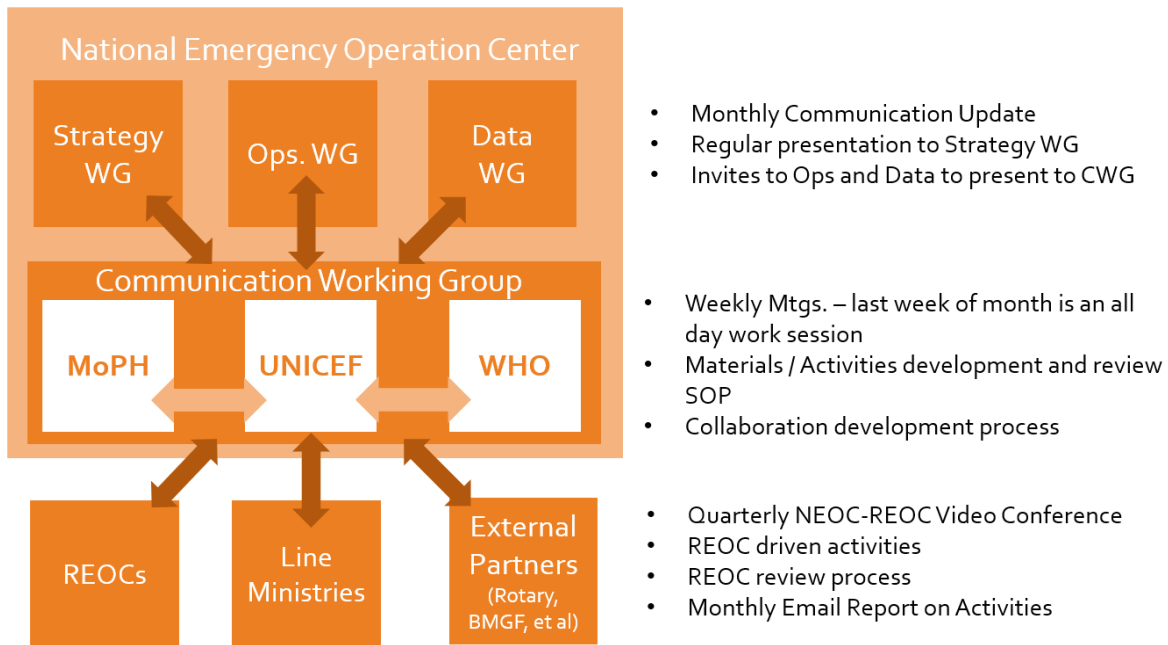 National Emergency Operation Center
Strategy
WG
Ops. WG
Data
WG
• Monthly Communication Update
• Regular presentation to Strategy WG
• Invites to Ops and Data to present to CWG
Communication Working Group
MoPH
UNICEF
WHO
• Weekly Mtgs. – last week of month is an all
day work session
• Materials / Activities development and review
SOP
• Collaboration development process
REOCs
Line
Ministries
External
Partners
(Rotary,
BMGF, et al)
• Quarterly NEOC-REOC Video Conference
• REOC driven activities
• REOC review process
• Monthly Email Report on Activities